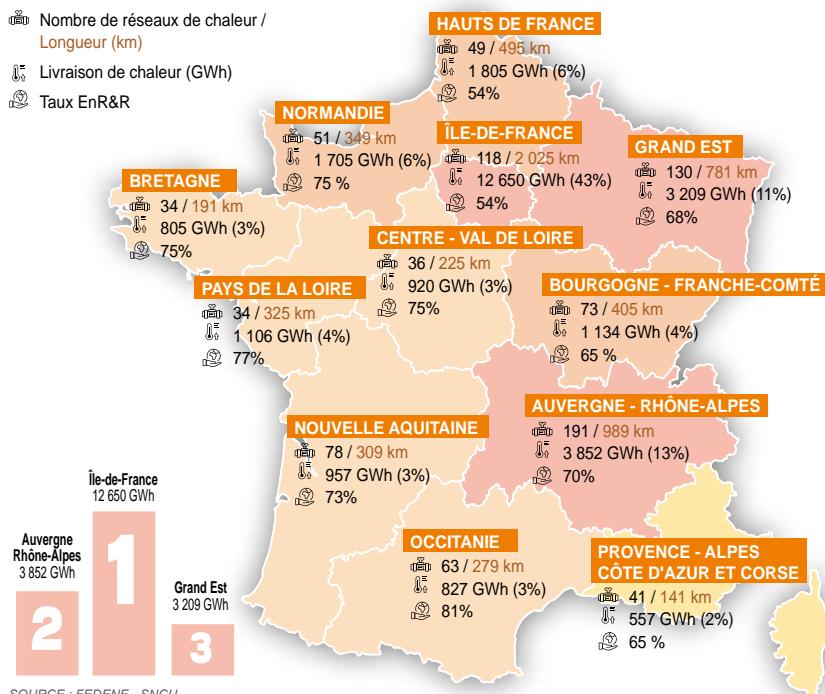 Nombre de réseaux de chaleur /
Longueur (km)
Livraison de chaleur (GWh)
Taux EnR&R
HAUTS DE FRANCE
49 / 495 km
1 805 GWh (6%)
54%
NORMANDIE
51 / 349 km
1 705 GWh (6%)
75 %
ÎLE-DE-FRANCE
118 / 2 025 km
12 650 GWh (43%)
54%
GRAND EST
130 / 781 km
3 209 GWh (11%)
68%
BRETAGNE
34 / 191 km
805 GWh (3%)
75%
CENTRE - VAL DE LOIRE
36 / 225 km
920 GWh (3%)
75%
PAYS DE LA LOIRE
34 / 325 km
1 106 GWh (4%)
77%
BOURGOGNE - FRANCHE-COMTÉ
73 / 405 km
1 134 GWh (4%)
65 %
AUVERGNE - RHÔNE-ALPES
191 / 989 km
3 852 GWh (13%)
70%
NOUVELLE AQUITAINE
78 / 309 km
957 GWh (3%)
73%
OCCITANIE
63 / 279 km
827 GWh (3%)
81%
PROVENCE - ALPES
CÔTE D'AZUR ET CORSE
41 / 141 km
557 GWh (2%)
65 %
Île-de-France
12 650 GWh
1
Auvergne
Rhône-Alpes
3 852 GWh
2
Grand Est
3 209 GWh
3
SOURCE : FEDENE - SNCU